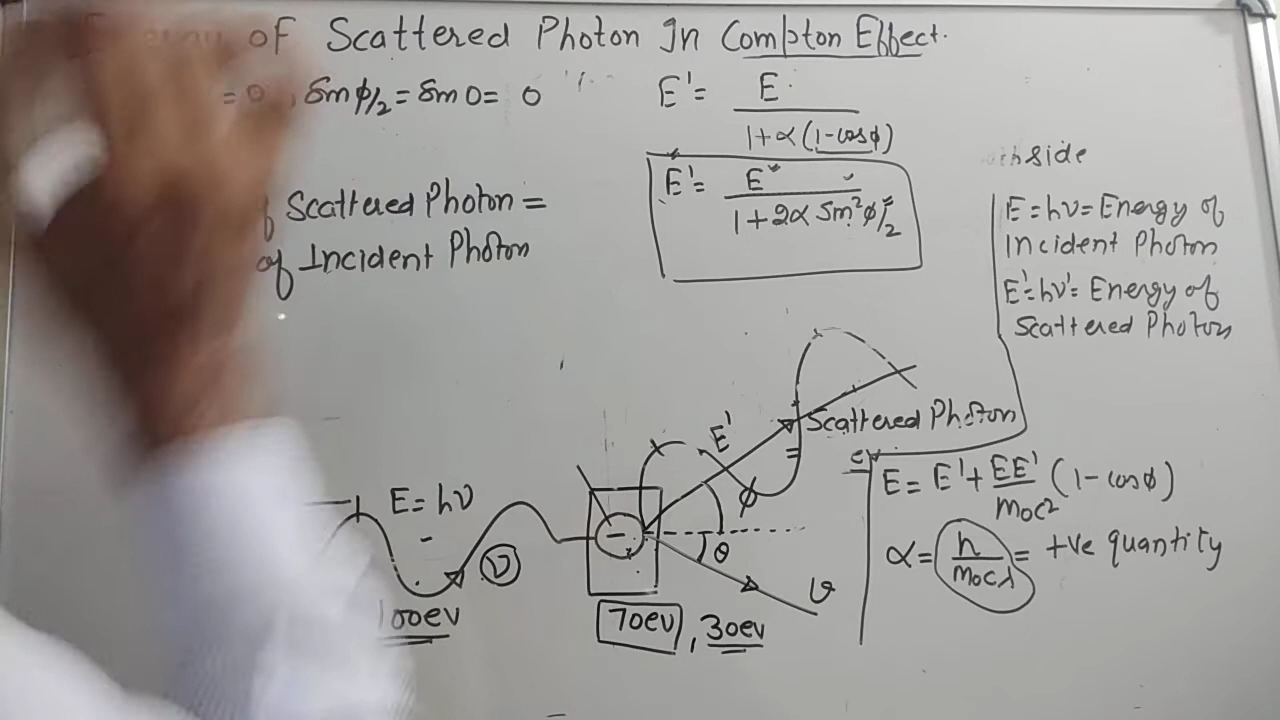 of Scattered Photon In Compton Effect.
= 0, Sin φ/2 = Sin 0 = 0
E' = E / 1+α(1-cosφ)
E' = E / 1+2α Sin²φ/2
side
of Scattered Photon =
of Incident Photon
E=hν=Energy of
Incident Photon
E'=hν'= Energy of
Scattered Photon
E'
Scattered Photon
E=hν
ν
φ
θ
v
100ev
70ev, 30ev
E = E' + EE'/m₀c² (1-cosφ)
α = h/m₀cλ = +ve quantity